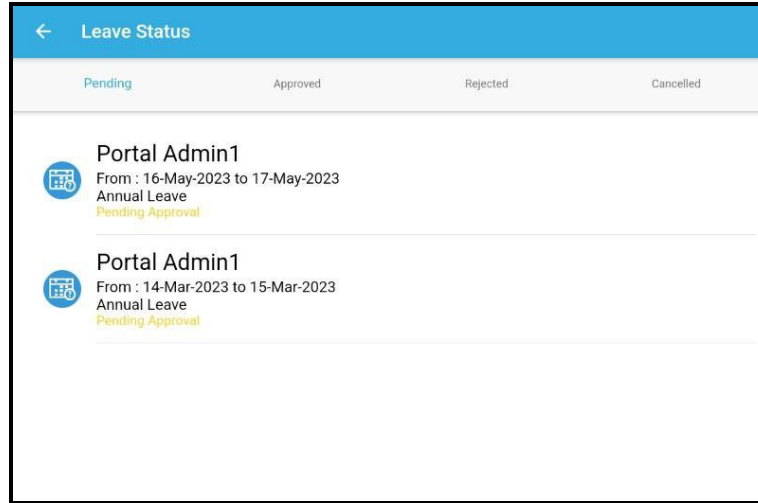 Leave Status
Pending Approved Rejected Cancelled
Portal Admin1
From : 16-May-2023 to 17-May-2023
Annual Leave
Pending Approval
Portal Admin1
From : 14-Mar-2023 to 15-Mar-2023
Annual Leave
Pending Approval